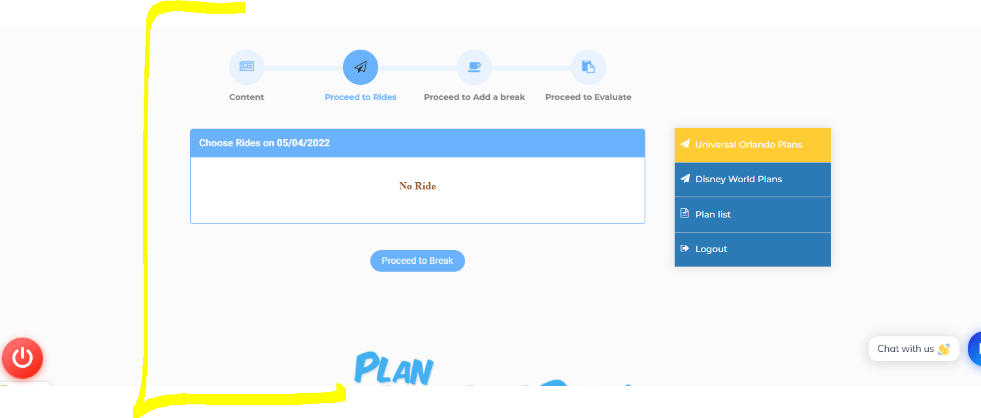 Content
Proceed to Rides
Proceed to Add a break
Proceed to Evaluate
Choose Rides on 05/04/2022
No Ride
Proceed to Break
Universal Orlando Plans
Disney World Plans
Plan list
Logout
Chat with us 👋
PLAN